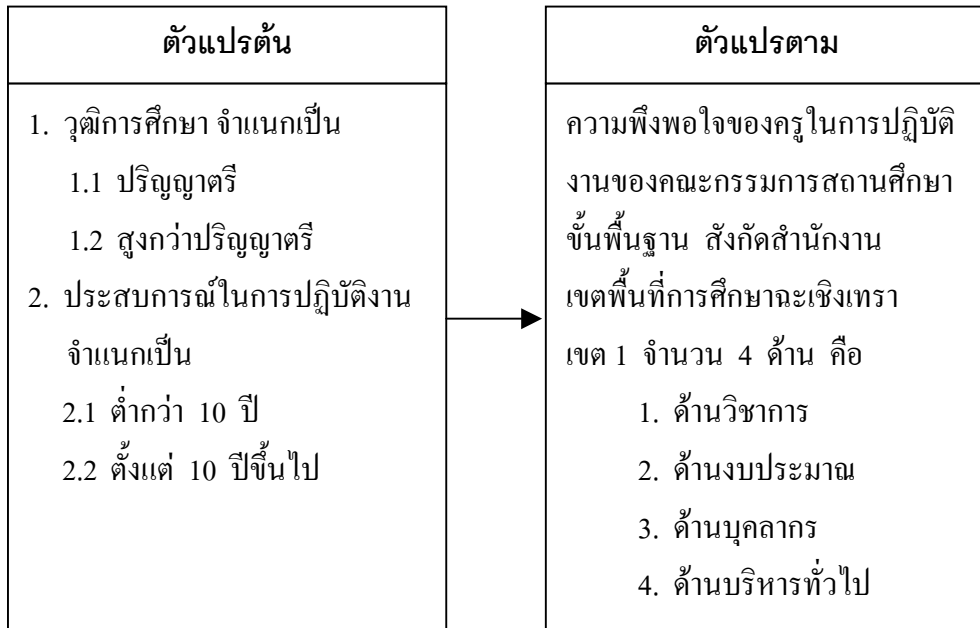 ตัวแปรต้น
1. วุฒิการศึกษา จำแนกเป็น
1.1 ปริญญาตรี
1.2 สูงกว่าปริญญาตรี
2. ประสบการณ์ในการปฏิบัติงาน
จำแนกเป็น
2.1 ต่ำกว่า 10 ปี
2.2 ตั้งแต่ 10 ปีขึ้นไป
ตัวแปรตาม
ความพึงพอใจของครูในการปฏิบัติ
งานของคณะกรรมการสถานศึกษา
ขั้นพื้นฐาน สังกัดสำนักงาน
เขตพื้นที่การศึกษาฉะเชิงเทรา
เขต 1 จำนวน 4 ด้าน คือ
1. ด้านวิชาการ
2. ด้านงบประมาณ
3. ด้านบุคลากร
4. ด้านบริหารทั่วไป